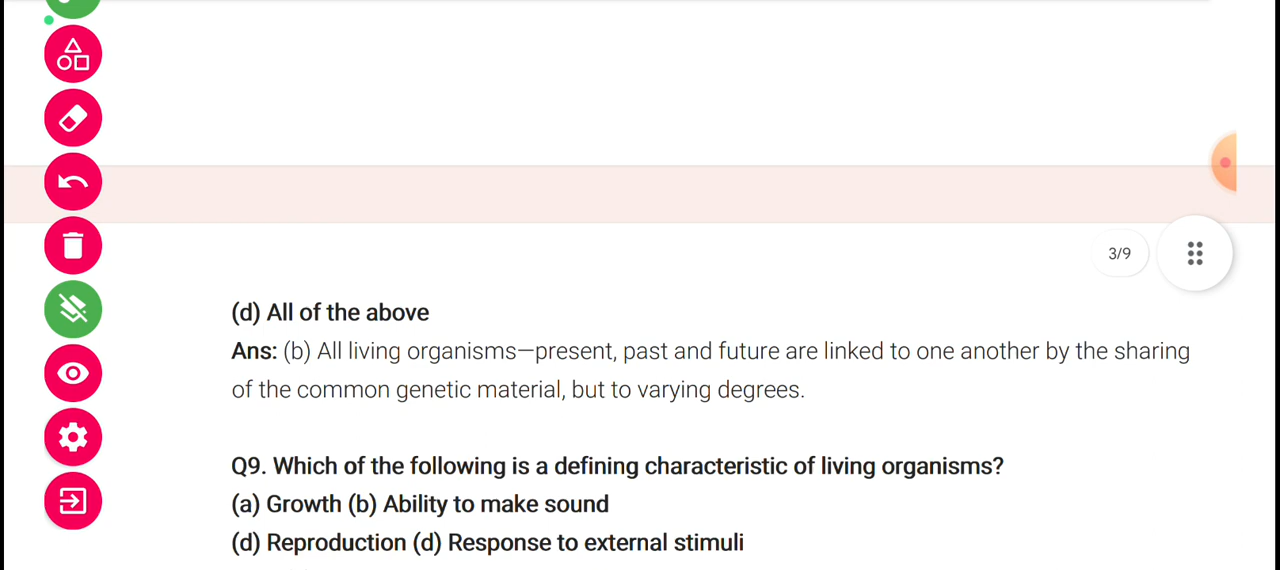 3/9
(d) All of the above
Ans: (b) All living organisms—present, past and future are linked to one another by the sharing
of the common genetic material, but to varying degrees.
Q9. Which of the following is a defining characteristic of living organisms?
(a) Growth (b) Ability to make sound
(d) Reproduction (d) Response to external stimuli